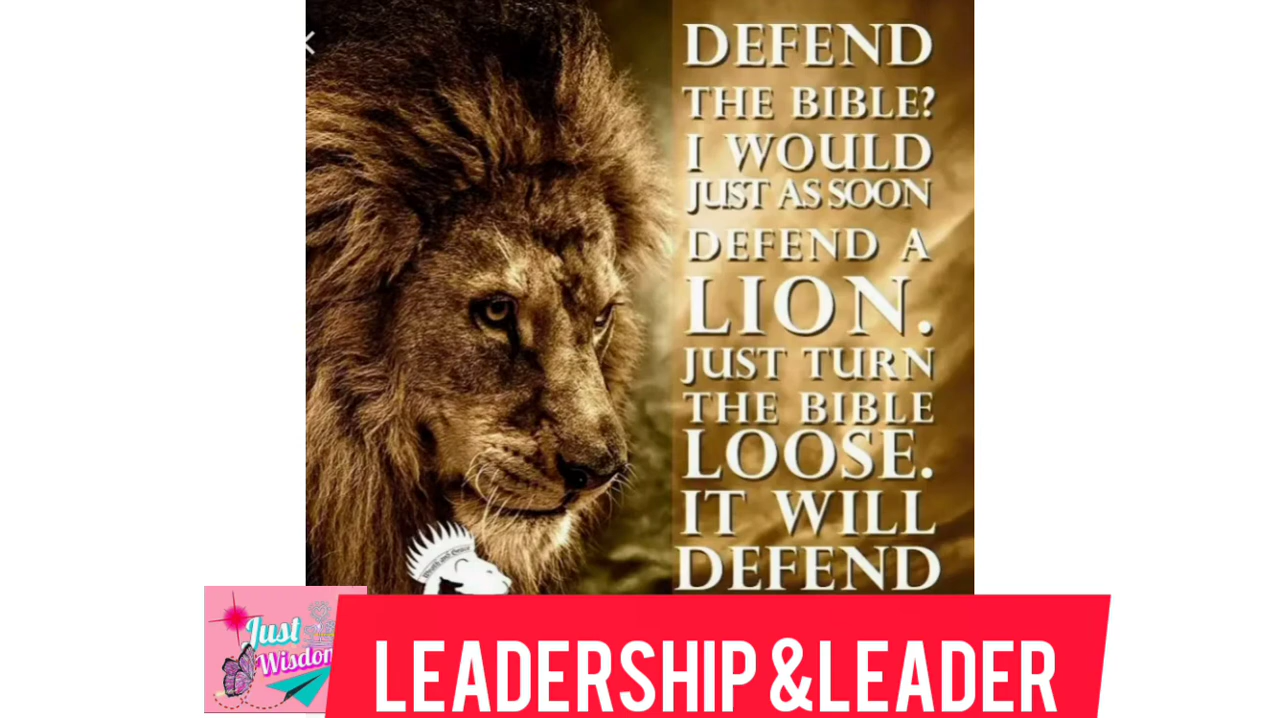 DEFEND
THE BIBLE?
I WOULD
JUST AS SOON
DEFEND A
LION.
JUST TURN
THE BIBLE
LOOSE.
IT WILL
DEFEND
Just
Wisdom
LEADERSHIP &LEADER